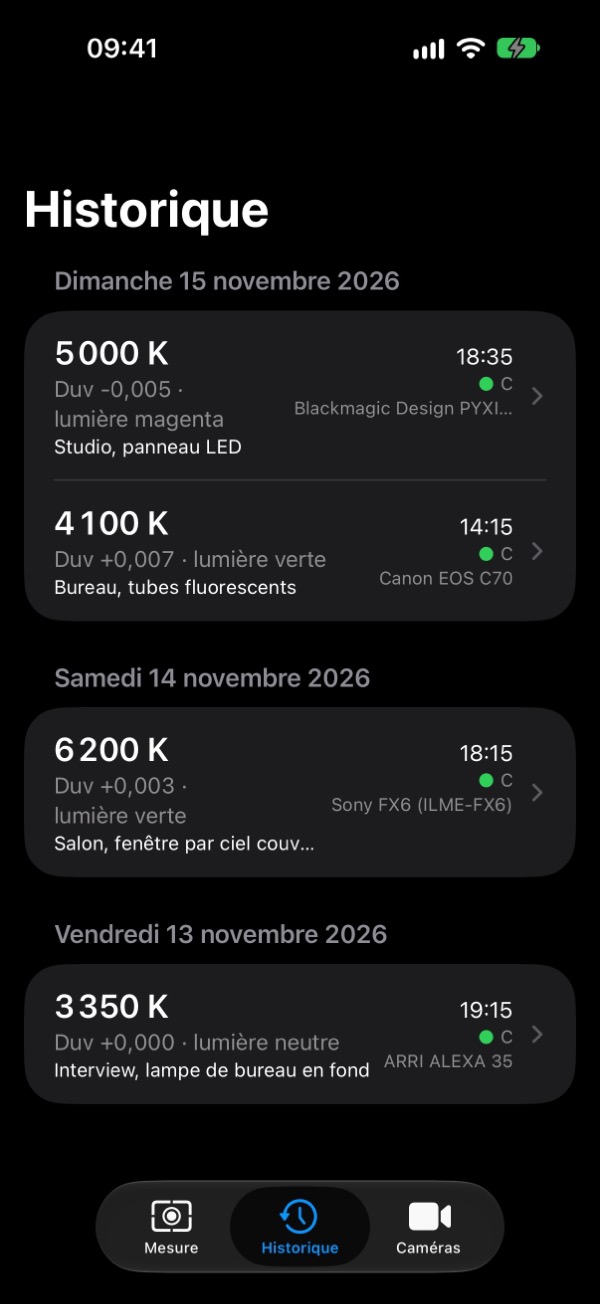 09:41
Historique
Dimanche 15 novembre 2026
5 000 K
18:35
Duv -0,005 ·
lumière magenta
C
Blackmagic Design PYXI...
Studio, panneau LED
4 100 K
14:15
Duv +0,007 · lumière verte
C
Bureau, tubes fluorescents
Canon EOS C70
Samedi 14 novembre 2026
6 200 K
18:15
Duv +0,003 ·
lumière verte
C
Sony FX6 (ILME-FX6)
Salon, fenêtre par ciel couv...
Vendredi 13 novembre 2026
3 350 K
19:15
Duv +0,000 · lumière neutre
C
Interview, lampe de bureau en fond
ARRI ALEXA 35
Mesure
Historique
Caméras